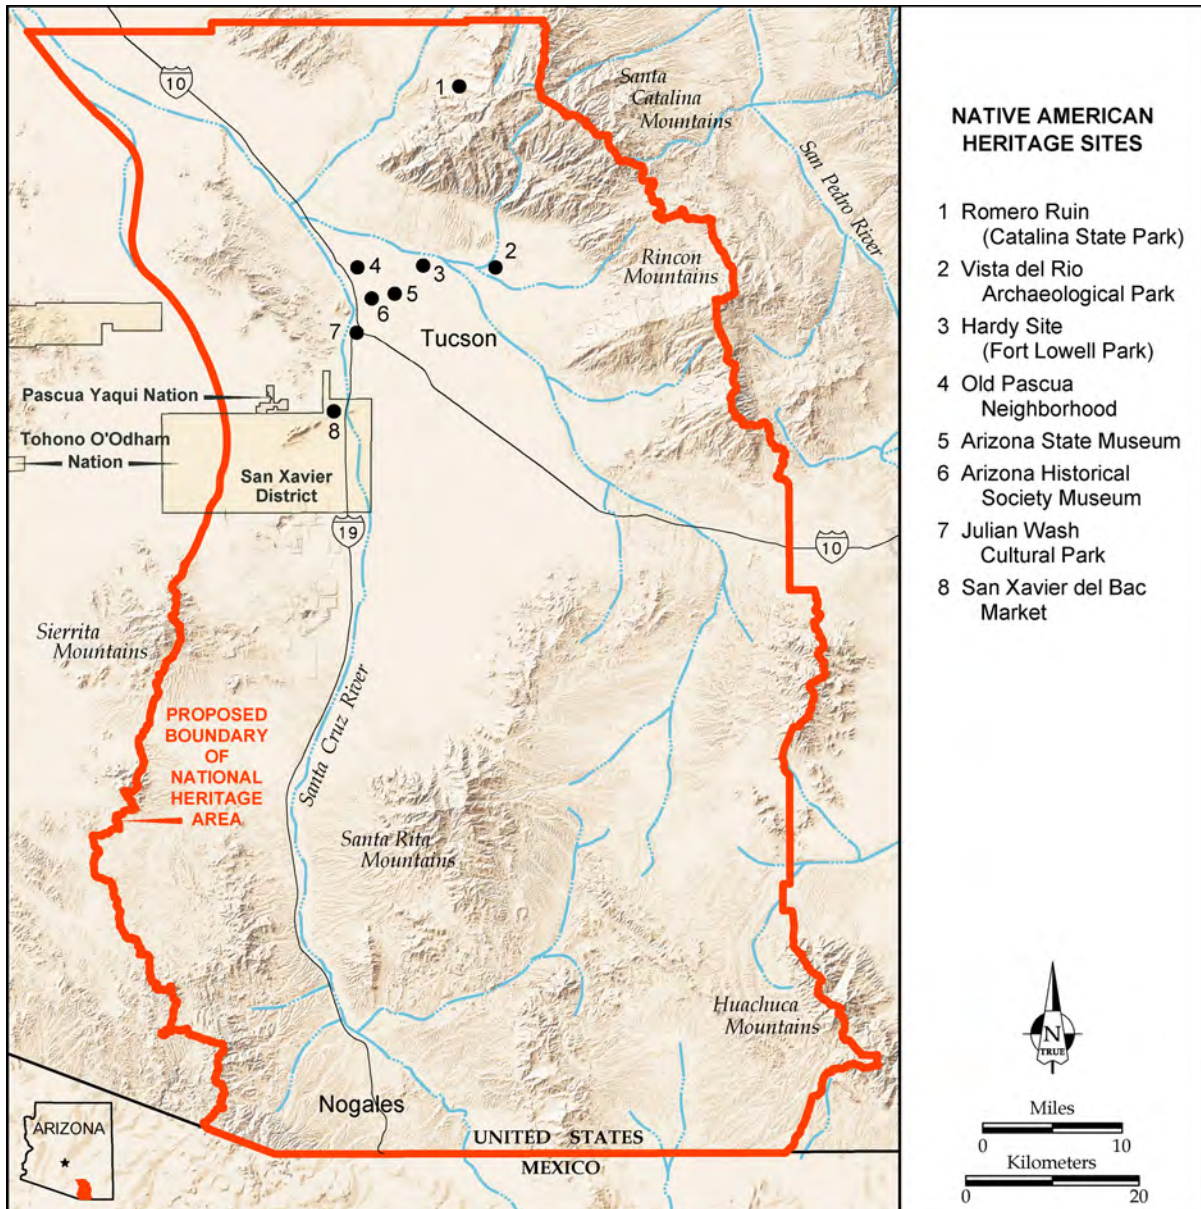 10
1
Santa
Catalina
Mountains
San Pedro River
2
3
4
5
6
7
Rincon
Mountains
Tucson
Pascua Yaqui Nation
8
Tohono O'Odham
Nation
San Xavier
District
19
10
Sierrita
Mountains
Santa Cruz River
PROPOSED
BOUNDARY
OF
NATIONAL
HERITAGE
AREA
Santa Rita
Mountains
Huachuca
Mountains
Nogales
UNITED STATES
MEXICO
ARIZONA
NATIVE AMERICAN
HERITAGE SITES
1 Romero Ruin
(Catalina State Park)
2 Vista del Rio
Archaeological Park
3 Hardy Site
(Fort Lowell Park)
4 Old Pascua
Neighborhood
5 Arizona State Museum
6 Arizona Historical
Society Museum
7 Julian Wash
Cultural Park
8 San Xavier del Bac
Market
N
TRUE
Miles
0 10
Kilometers
0 20